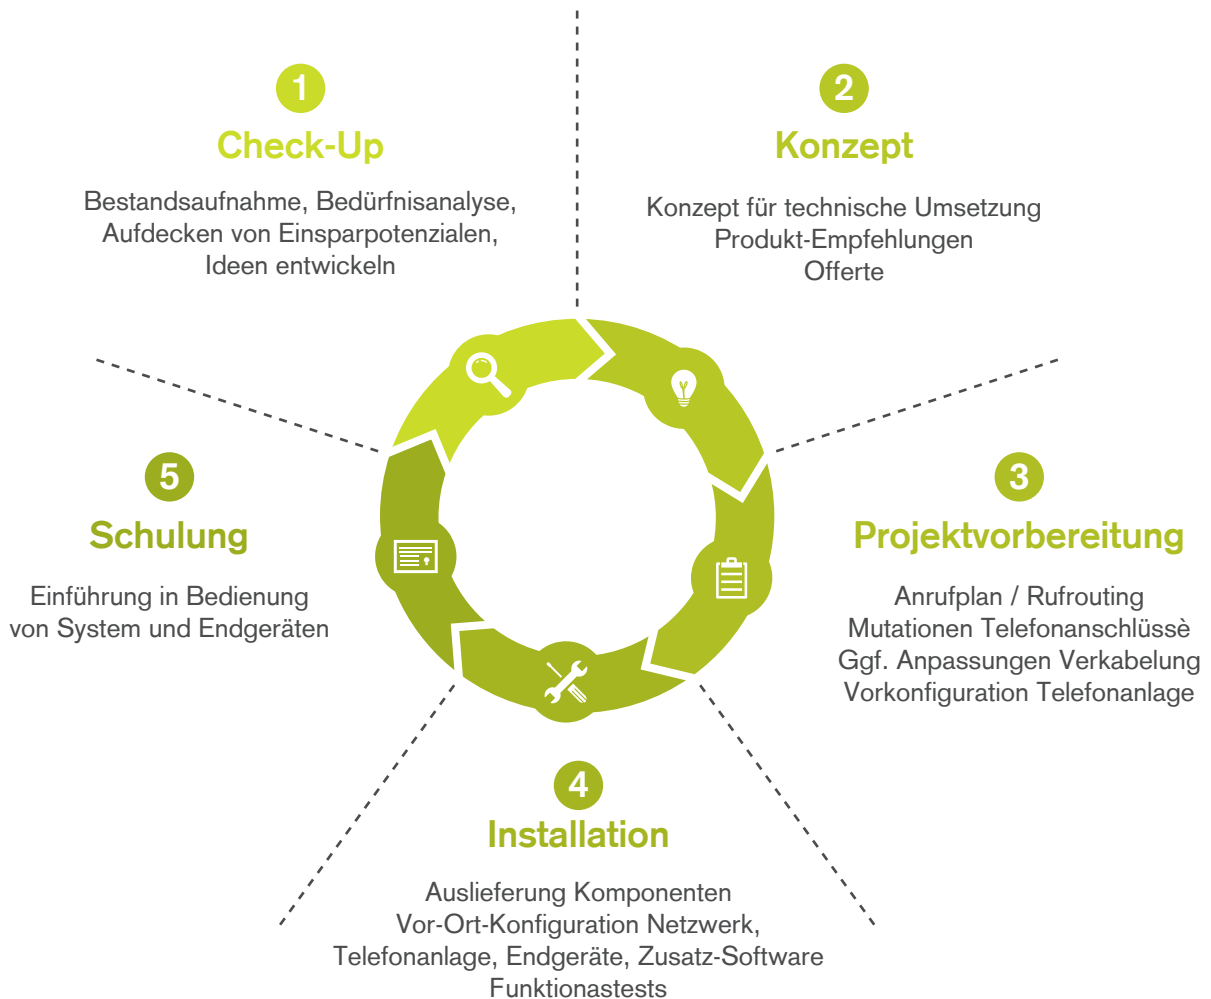 1
Check-Up
Bestandsaufnahme, Bedürfnisanalyse,
Aufdecken von Einsparpotenzialen,
Ideen entwickeln
2
Konzept
Konzept für technische Umsetzung
Produkt-Empfehlungen
Offerte
3
Projektvorbereitung
Anrufplan / Rufrouting
Mutationen Telefonanschlüssè
Ggf. Anpassungen Verkabelung
Vorkonfiguration Telefonanlage
4
Installation
Auslieferung Komponenten
Vor-Ort-Konfiguration Netzwerk,
Telefonanlage, Endgeräte, Zusatz-Software
Funktionastests
5
Schulung
Einführung in Bedienung
von System und Endgeräten